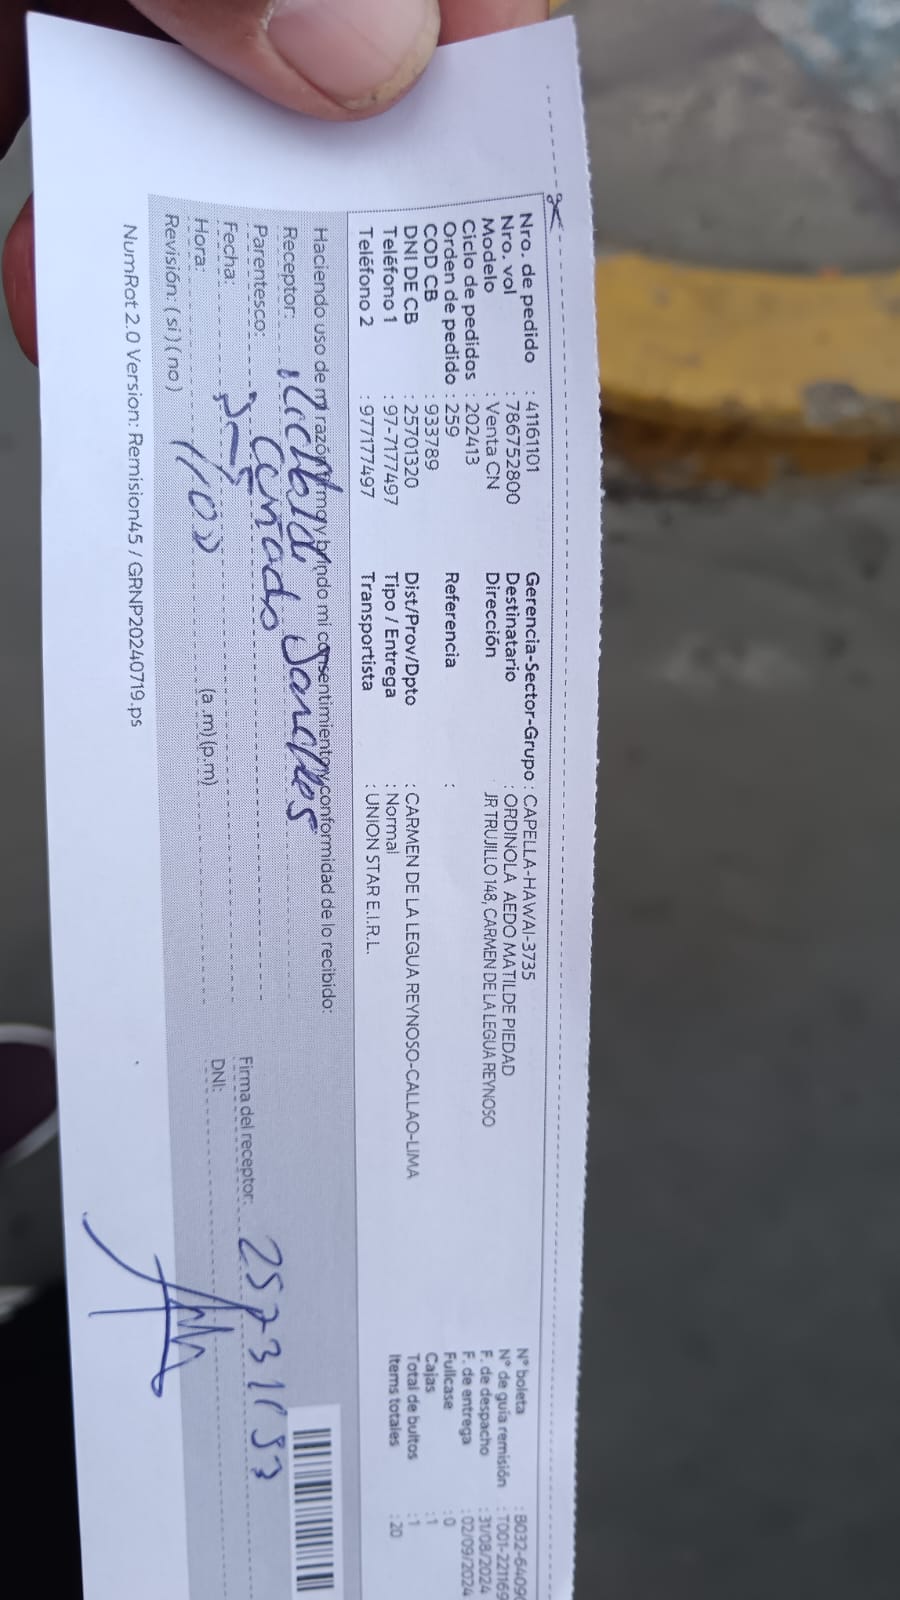 Nro. de pedido : 41161101 Gerencia-Sector-Grupo : CAPELLA-HAWAI-3735 N° boleta : B032-6409
Nro. vol : 786752800 Destinatario : ORDINOLA AEDO MATILDE PIEDAD N° de guía remisión : T001-221169
Modelo Venta CN Dirección JR TRUJILLO 148, CARMEN DE LA LEGUA REYNOSO F. de despacho : 31/08/2024
Ciclo de pedidos : 202413 F. de entrega : 02/09/2024
Orden de pedido : 259 Referencia : Fullcase : 0
COD CB : 933789 Cajas : 1
DNI DE CB : 25701320 Dist/Prov/Dpto : CARMEN DE LA LEGUA REYNOSO-CALLAO-LIMA Total de bultos : 1
Teléfono 1 : 97-7177497 Tipo / Entrega : Normal Items totales : 20
Teléfono 2 : 977177497 Transportista : UNION STAR E.I.R.L.
Haciendo uso de mi razón y brindo mi consentimiento y conformidad de lo recibido:
Receptor: Sanchos
Parentesco: Cuñado Firma del receptor:
Fecha: DNI:
Hora: (a.m) (p.m)
Revisión: ( si ) ( no )
NumRot 2.0 Version: Remision45 / GRNP20240719.ps